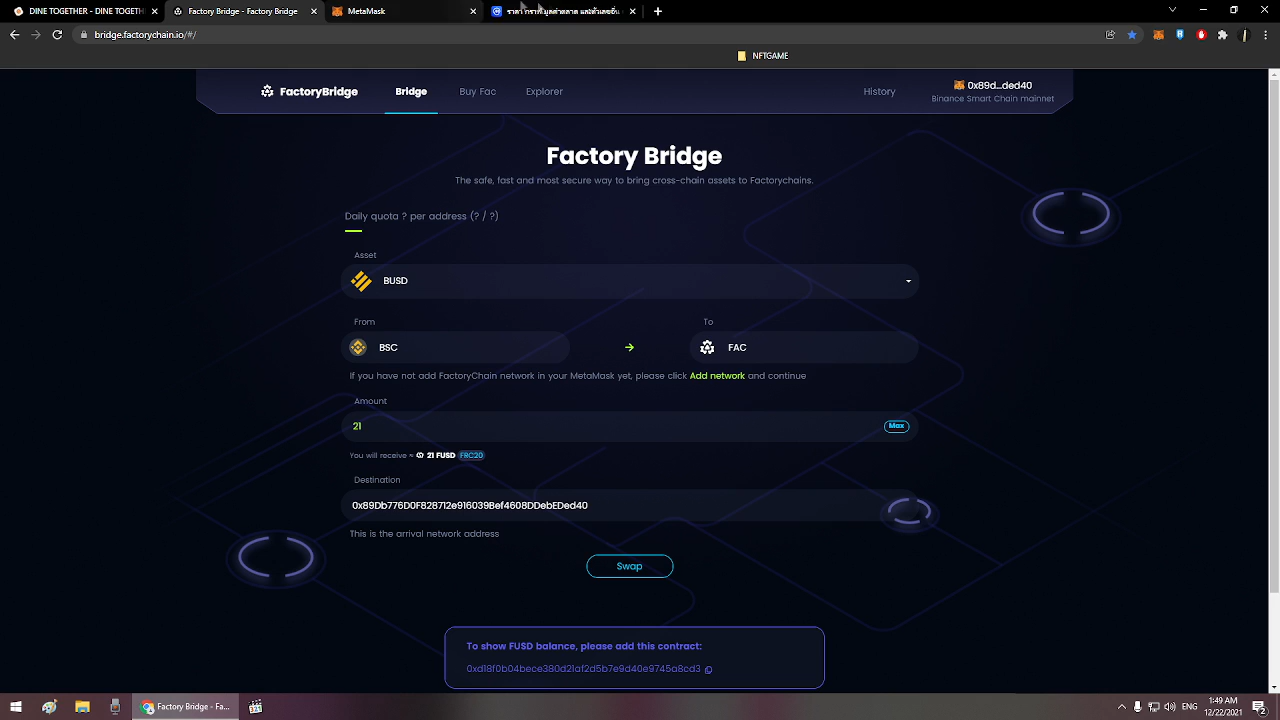 DINE TOGETHER - DINE TOGETH
Factory Bridge - Factory Bridge
MetaMask
bridge.factorychain.io/#/
NFTGAME
FactoryBridge
Bridge
Buy Fac
Explorer
History
0x89d...ded40
Binance Smart Chain mainnet
Factory Bridge
The safe, fast and most secure way to bring cross-chain assets to Factorychains.
Daily quota ? per address (? / ?)
Asset
BUSD
From
To
BSC
FAC
If you have not add FactoryChain network in your MetaMask yet, please click Add network and continue
Amount
21
Max
You will receive ≈ 21 FUSD FRC20
Destination
0x89Db776D0F828712e916039Bef4608DDebEDed40
This is the arrival network address
Swap
To show FUSD balance, please add this contract:
0xd18f0b04bece380d21af2d5b7e9d40e9745a8cd3
Factory Bridge - Fa...
ENG
1:49 AM
12/22/2021